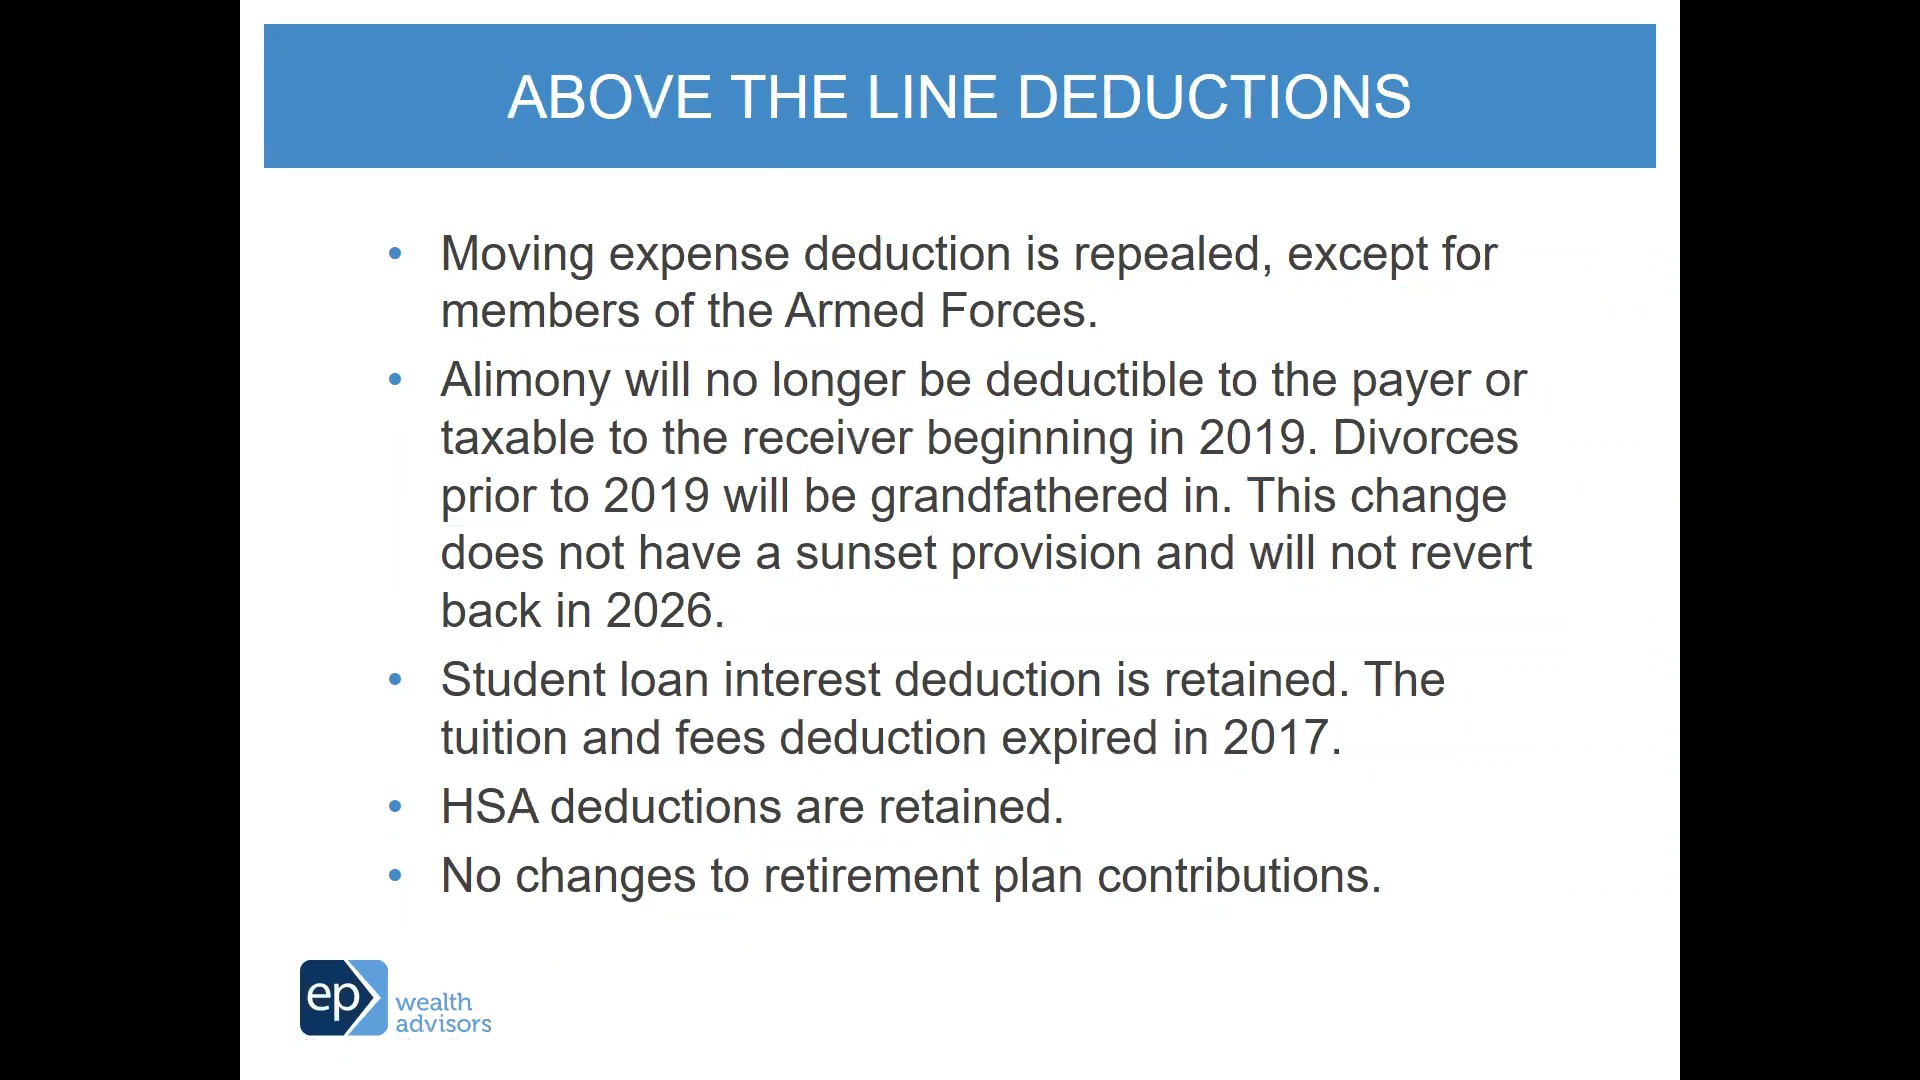 ABOVE THE LINE DEDUCTIONS
• Moving expense deduction is repealed, except for
members of the Armed Forces.
• Alimony will no longer be deductible to the payer or
taxable to the receiver beginning in 2019. Divorces
prior to 2019 will be grandfathered in. This change
does not have a sunset provision and will not revert
back in 2026.
• Student loan interest deduction is retained. The
tuition and fees deduction expired in 2017.
• HSA deductions are retained.
• No changes to retirement plan contributions.
ep
wealth
advisors